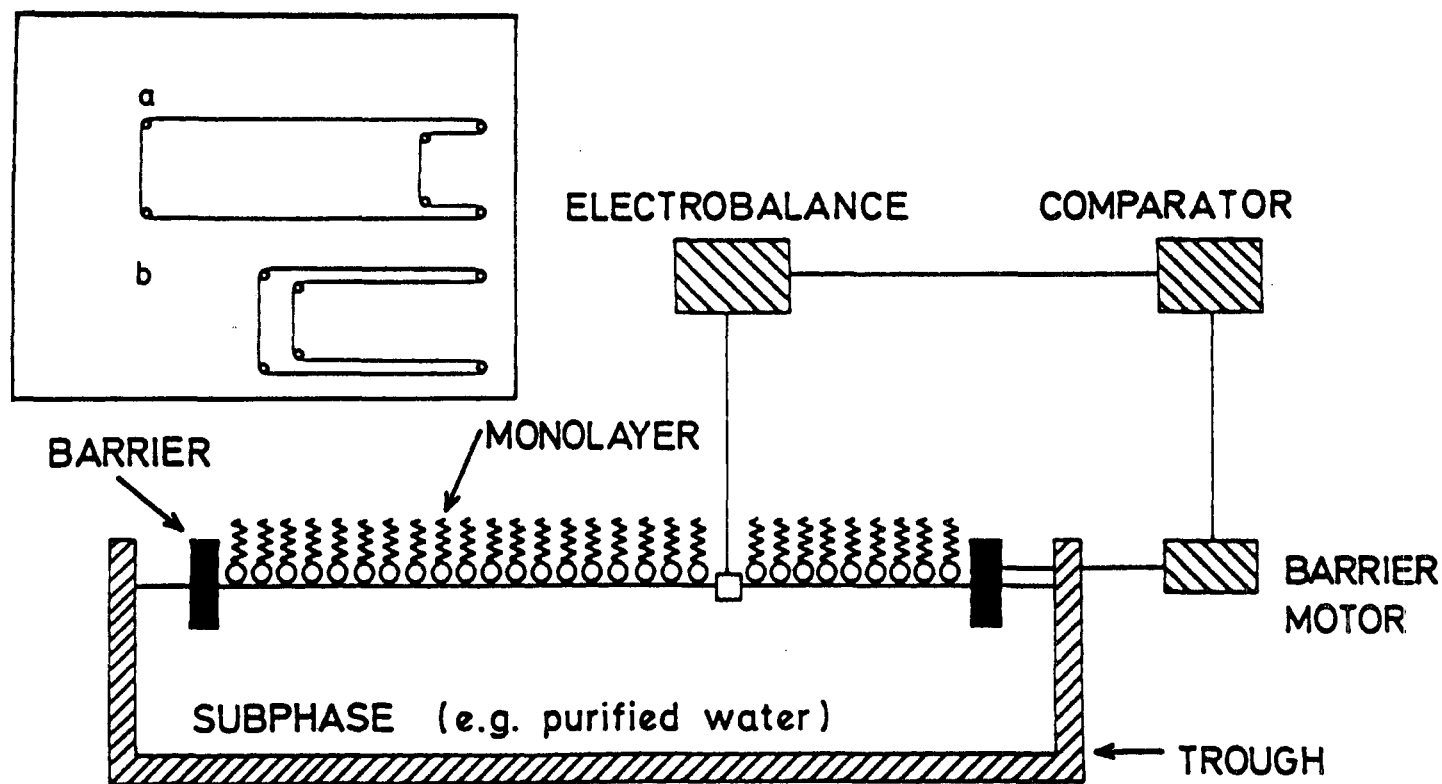 a
b
ELECTROBALANCE
COMPARATOR
BARRIER
MONOLAYER
BARRIER
MOTOR
SUBPHASE (e.g. purified water)
TROUGH